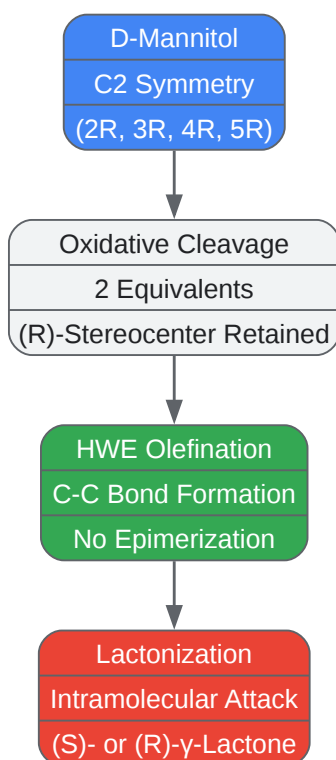 D-Mannitol
C2 Symmetry
(2R, 3R, 4R, 5R)
Oxidative Cleavage
2 Equivalents
(R)-Stereocenter Retained
HWE Olefination
C-C Bond Formation
No Epimerization
Lactonization
Intramolecular Attack
(S)- or (R)-γ-Lactone